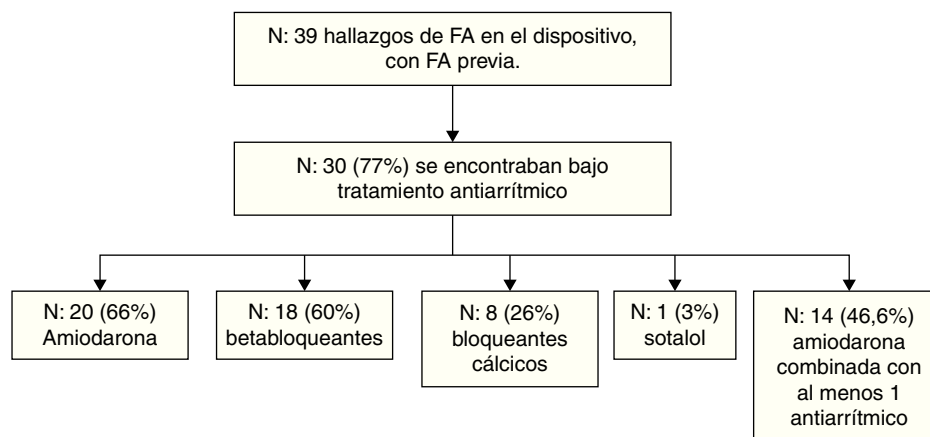 N: 39 hallazgos de FA en el dispositivo,
con FA previa.
N: 30 (77%) se encontraban bajo
tratamiento antiarrítmico
N: 20 (66%)
Amiodarona
N: 18 (60%)
betabloqueantes
N: 8 (26%)
bloqueantes
cálcicos
N: 1 (3%)
sotalol
N: 14 (46,6%)
amiodarona
combinada con
al menos 1
antiarrítmico